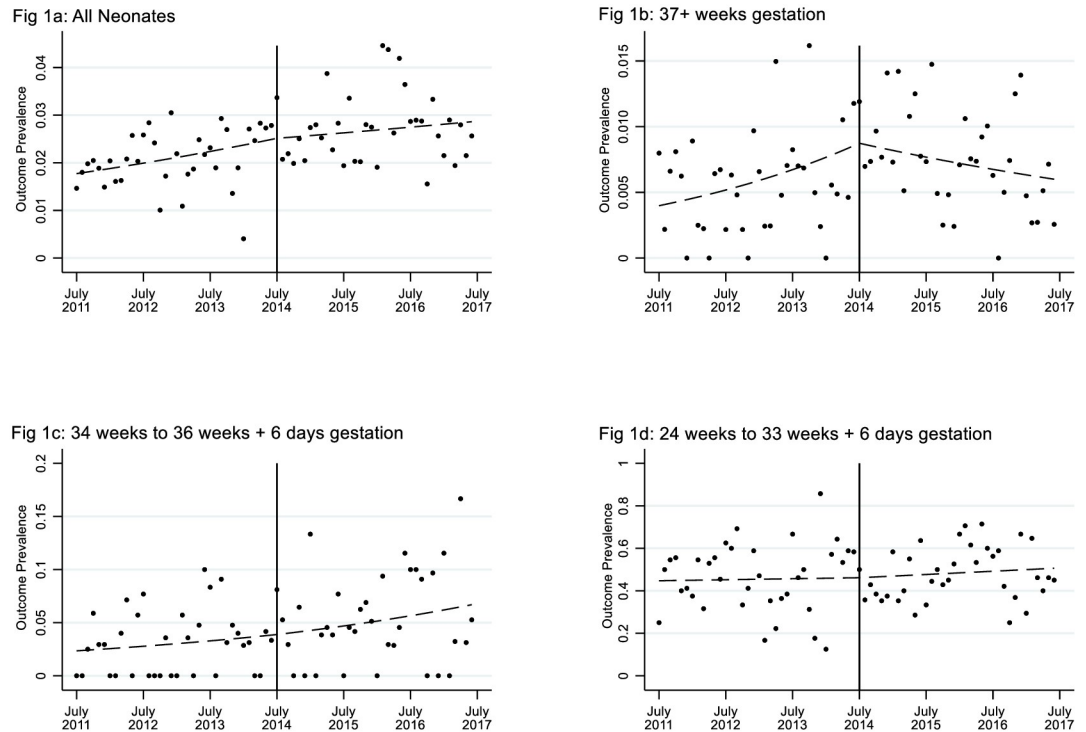 Fig 1a: All Neonates
Outcome Prevalence
0.04
0.03
0.02
0.01
0
July July July July July July July
2011 2012 2013 2014 2015 2016 2017
Fig 1b: 37+ weeks gestation
Outcome Prevalence
0.015
0.010
0.005
0
July July July July July July July
2011 2012 2013 2014 2015 2016 2017
Fig 1c: 34 weeks to 36 weeks + 6 days gestation
Outcome Prevalence
0.2
0.15
0.1
0.05
0
July July July July July July July
2011 2012 2013 2014 2015 2016 2017
Fig 1d: 24 weeks to 33 weeks + 6 days gestation
Outcome Prevalence
1
0.8
0.6
0.4
0.2
0
July July July July July July July
2011 2012 2013 2014 2015 2016 2017